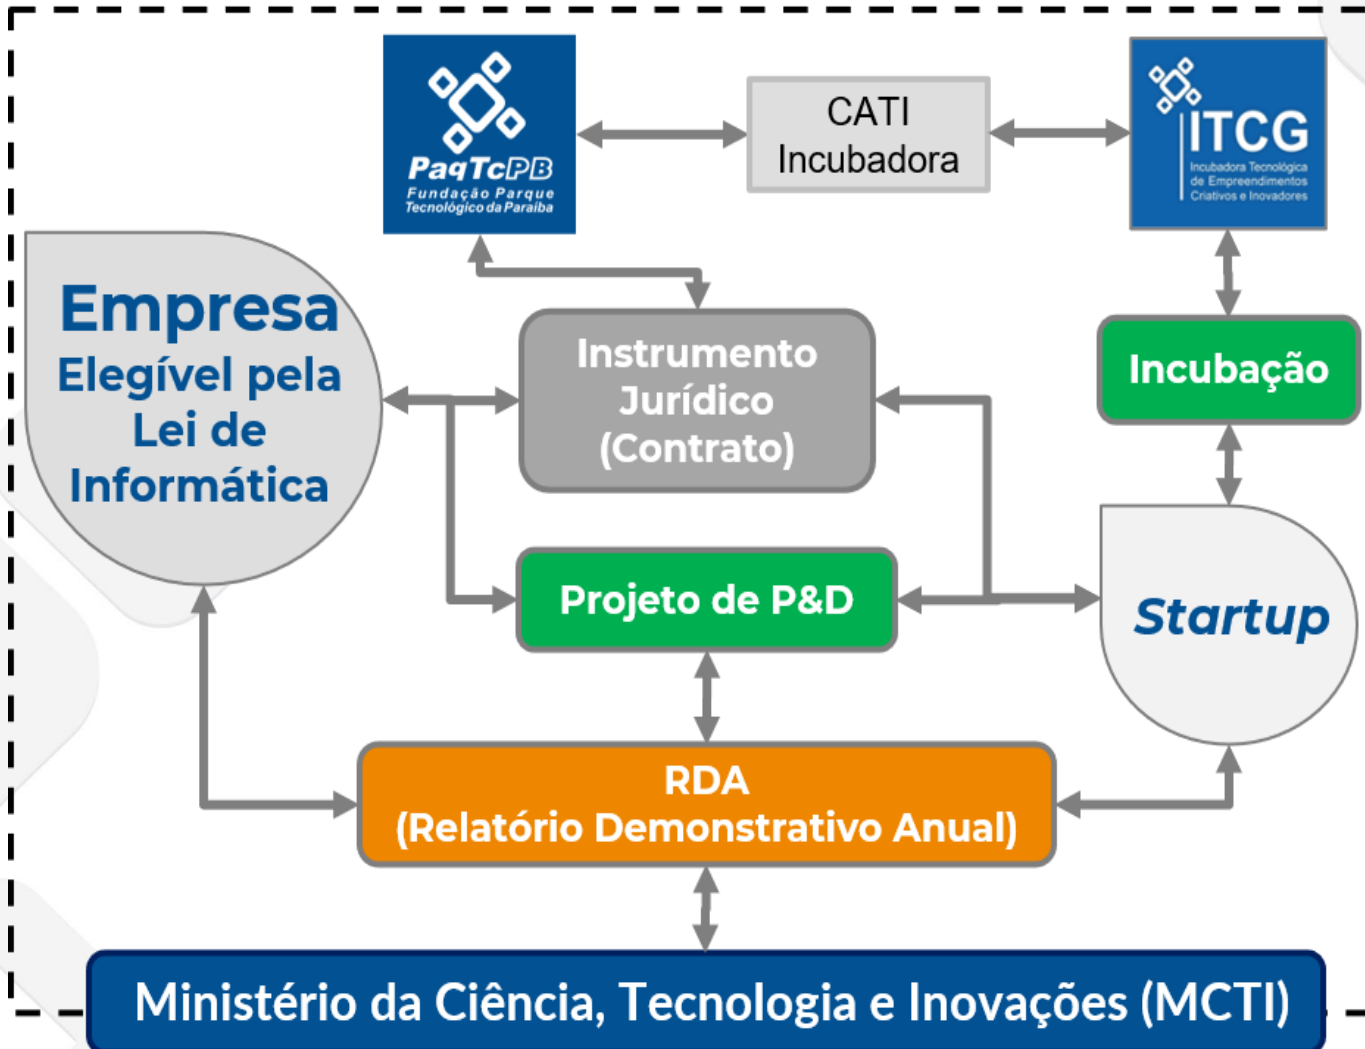 PaqTcPB
Fundação Parque
Tecnológico da Paraíba
CATI
Incubadora
ITCG
Incubadora Tecnológica
de Empreendimentos
Criativos e Inovadores
Empresa
Elegível pela
Lei de
Informática
Instrumento
Jurídico
(Contrato)
Incubação
Projeto de P&D
Startup
RDA
(Relatório Demonstrativo Anual)
Ministério da Ciência, Tecnologia e Inovações (MCTI)